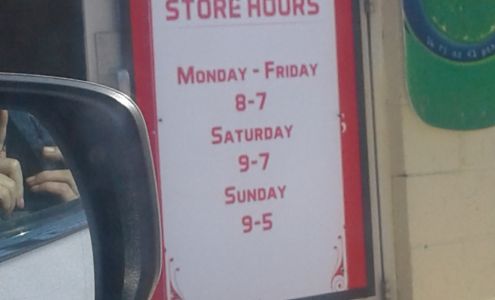 STORE HOURS
MONDAY - FRIDAY
8-7
SATURDAY
9-7
SUNDAY
9-5